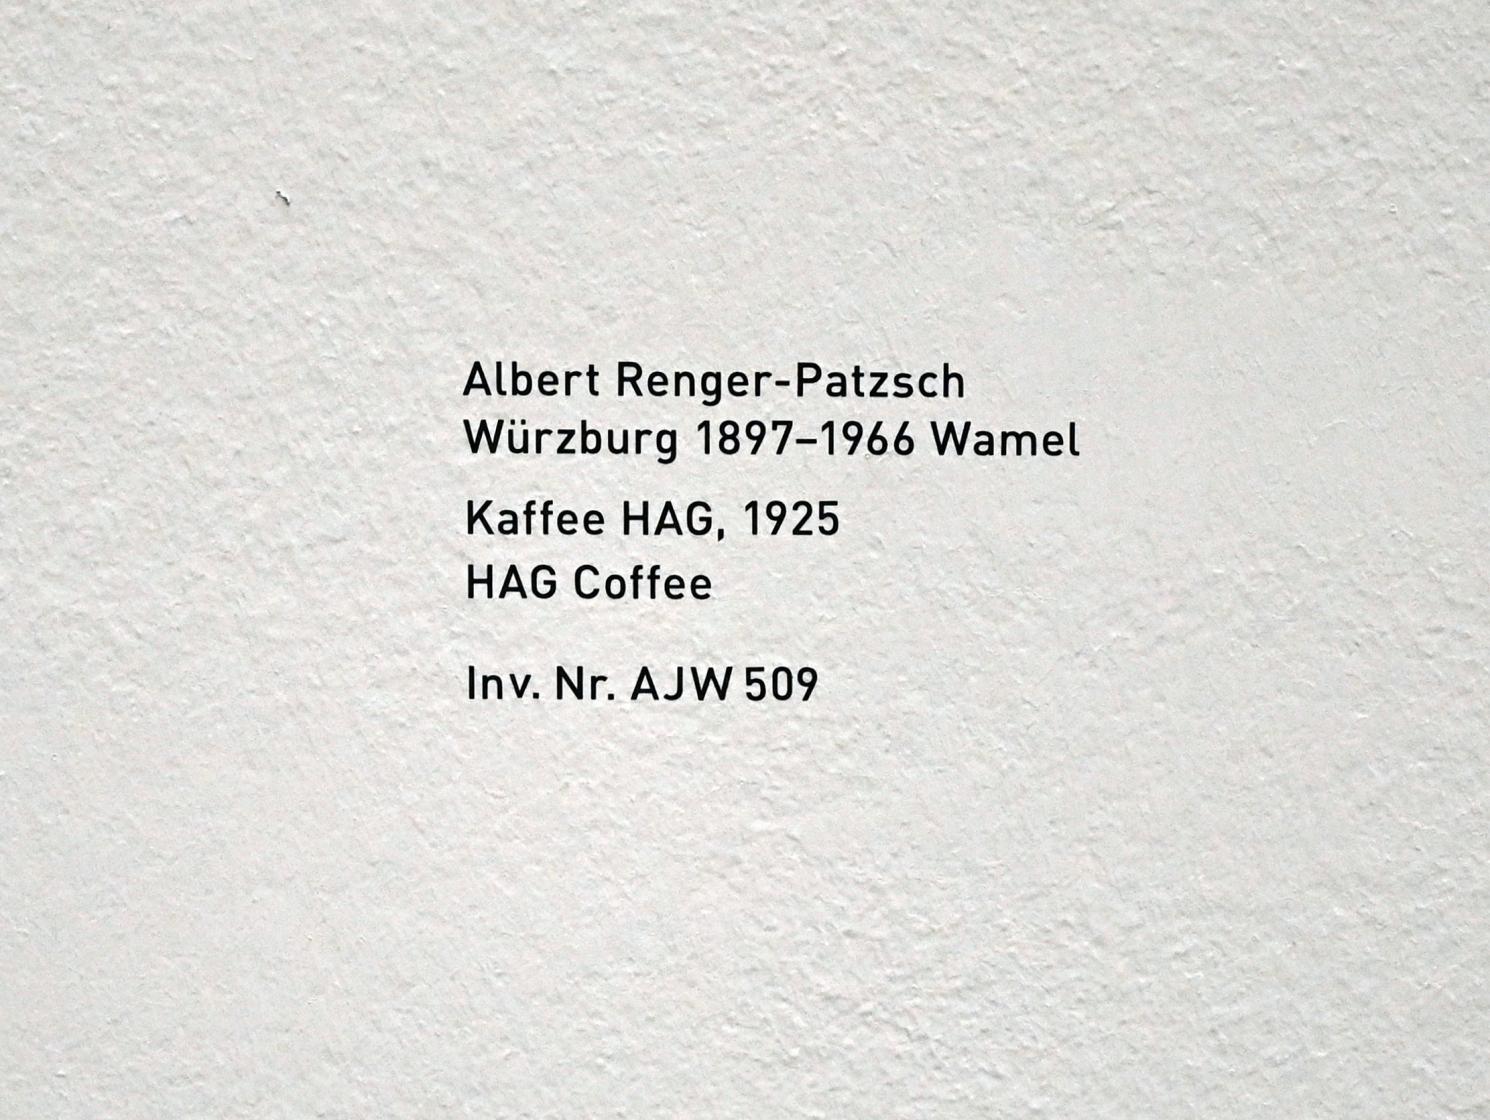 Albert Renger-Patzsch
Würzburg 1897–1966 Wamel
Kaffee HAG, 1925
HAG Coffee
Inv. Nr. AJW 509